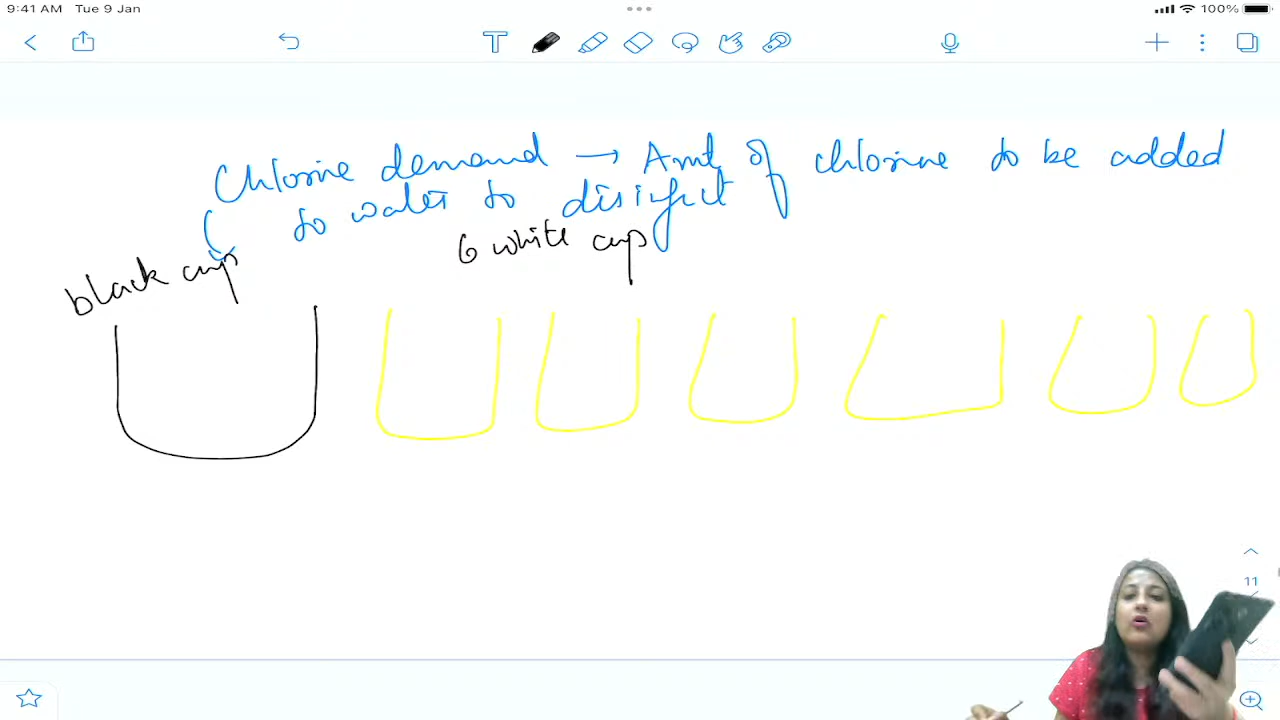 9:41 AM Tue 9 Jan
100%
T
Chlorine demand → Amt of chlorine to be added
to water to disinfect
6 white cup
black cup
11